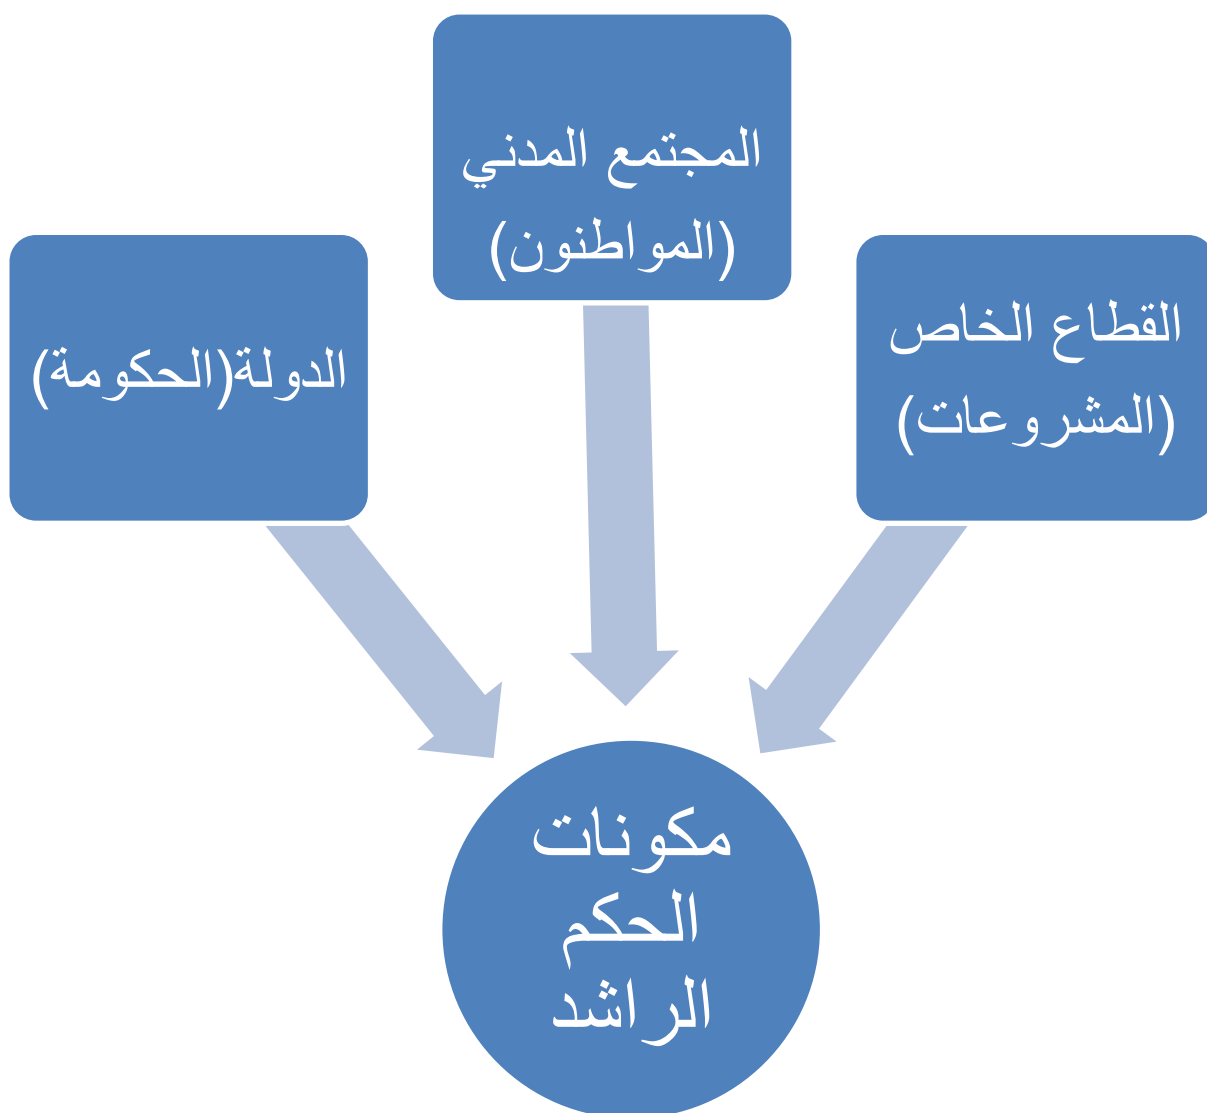 المجتمع المدني
(المواطنون)
القطاع الخاص
(المشروعات)
الدولة(الحكومة)
مكونات
الحكم
الراشد